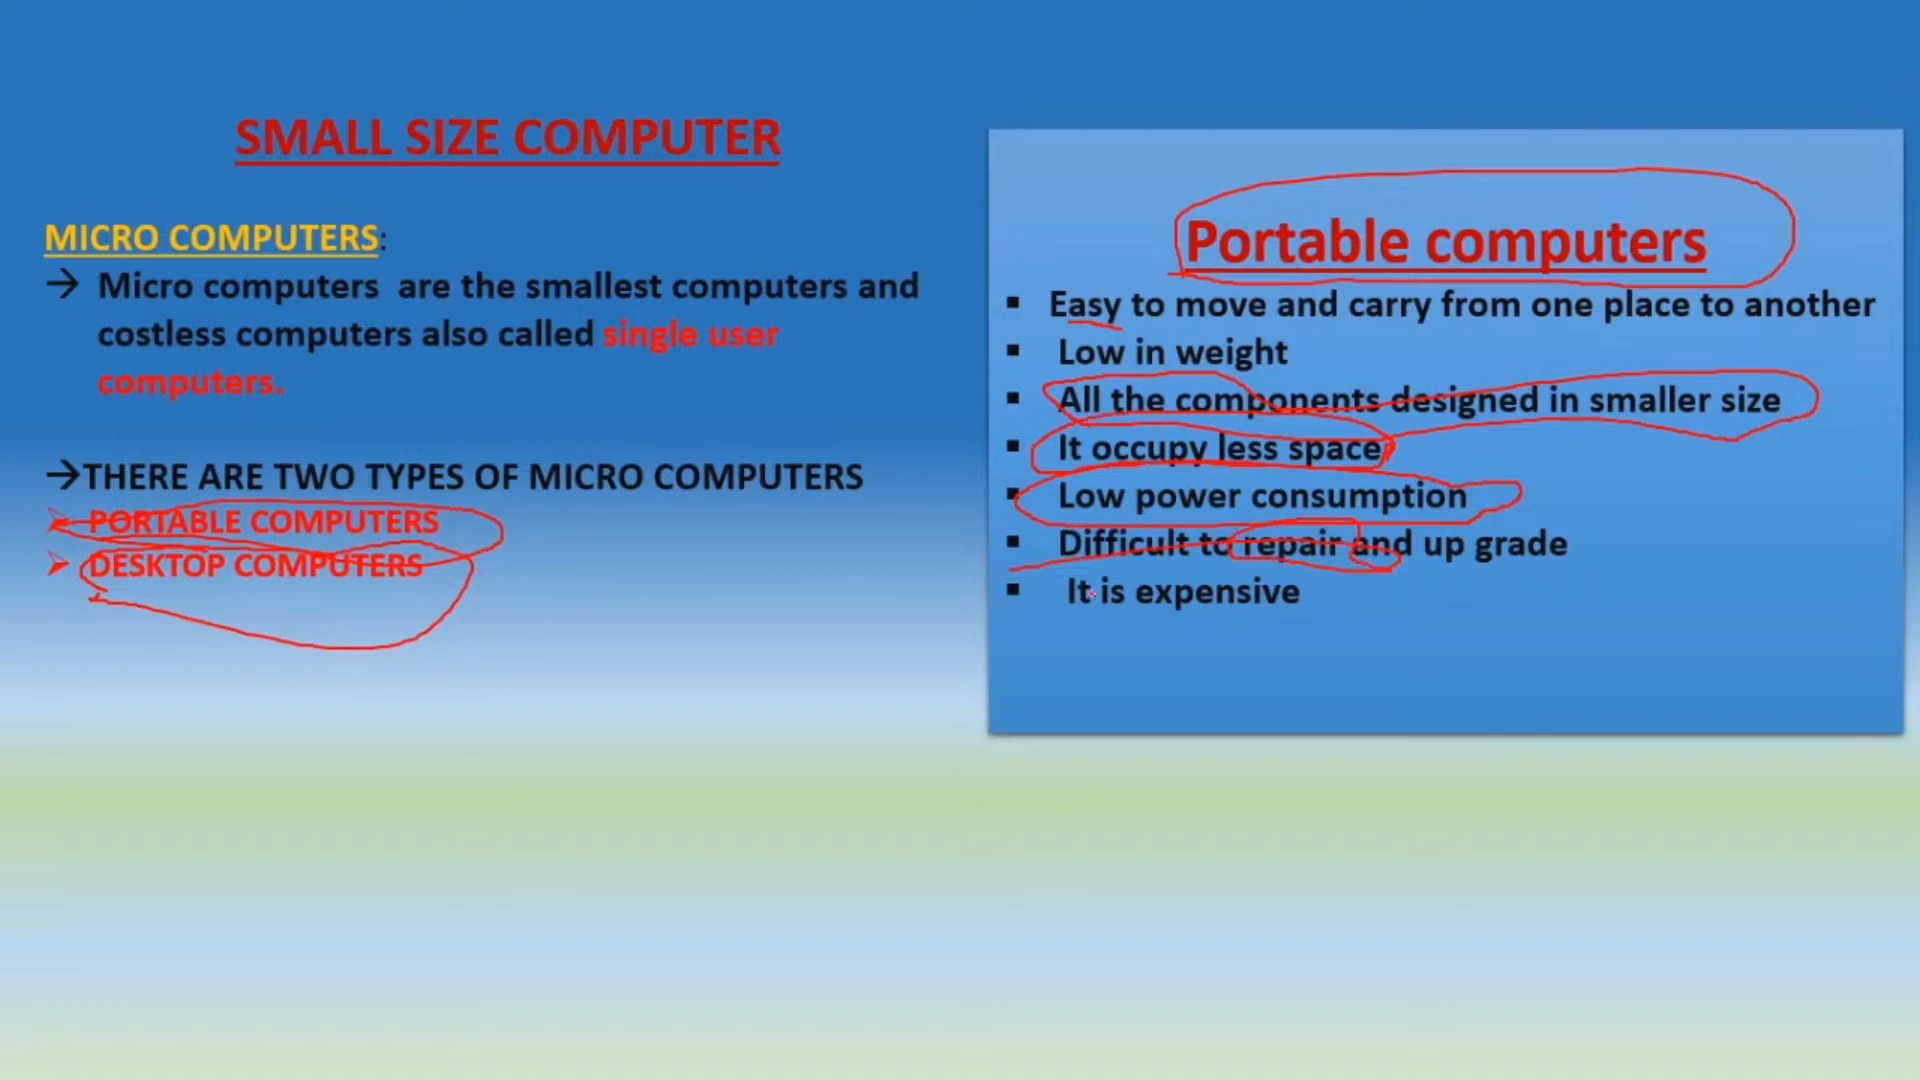 SMALL SIZE COMPUTER
MICRO COMPUTERS:
→ Micro computers are the smallest computers and
costless computers also called single user
computers.
→THERE ARE TWO TYPES OF MICRO COMPUTERS
➢ PORTABLE COMPUTERS
➢ DESKTOP COMPUTERS
Portable computers
▪ Easy to move and carry from one place to another
▪ Low in weight
▪ All the components designed in smaller size
▪ It occupy less space
▪ Low power consumption
▪ Difficult to repair and up grade
▪ It is expensive